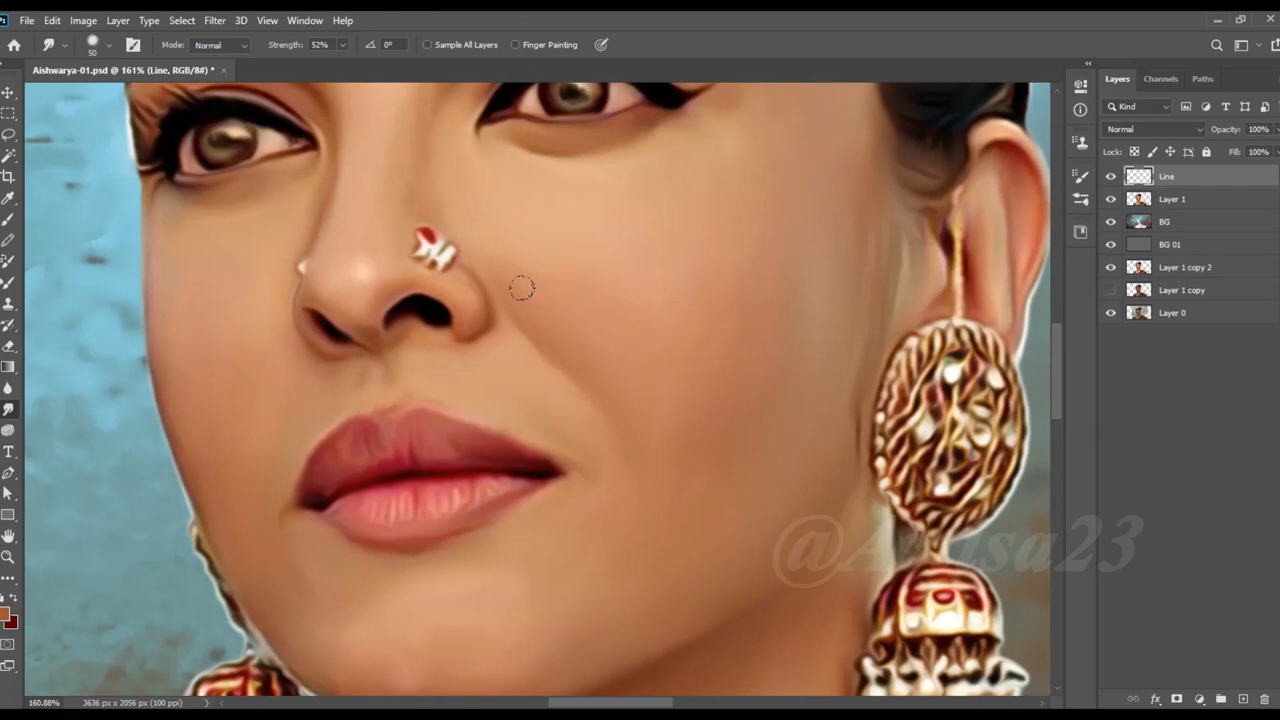 File Edit Image Layer Type Select Filter 3D View Window Help
50 Mode: Normal Strength: 52% 0° Sample All Layers Finger Painting
Aishwarya-01.psd @ 161% (Line, RGB/8#) *
Layers Channels Paths
Kind
Normal Opacity: 100%
Lock: Fill: 100%
Line
Layer 1
BG
BG 01
Layer 1 copy 2
Layer 1 copy
Layer 0
160.88% 3636 px x 2056 px (100 ppi)